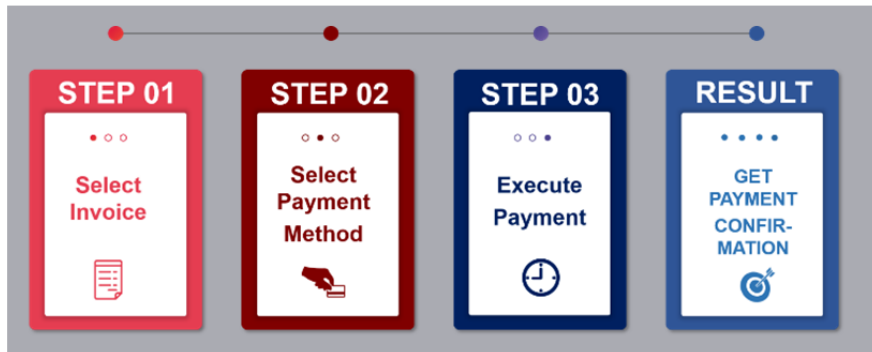 STEP 01
Select
Invoice
STEP 02
Select
Payment
Method
STEP 03
Execute
Payment
RESULT
GET
PAYMENT
CONFIR-
MATION